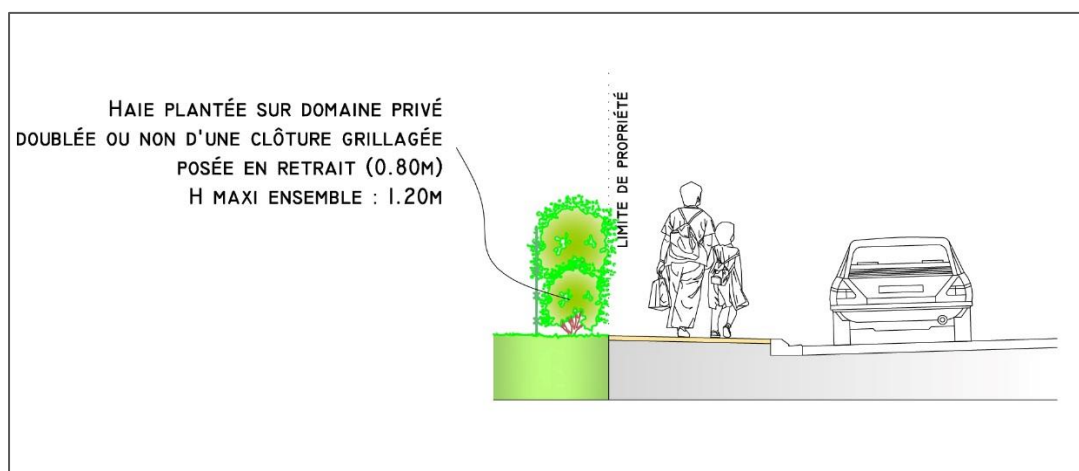 HAIE PLANTÉE SUR DOMAINE PRIVÉ
DOUBLÉE OU NON D'UNE CLÔTURE GRILLAGÉE
POSÉE EN RETRAIT (0.80M)
H MAXI ENSEMBLE : 1.20M
LIMITE DE PROPRIÉTÉ